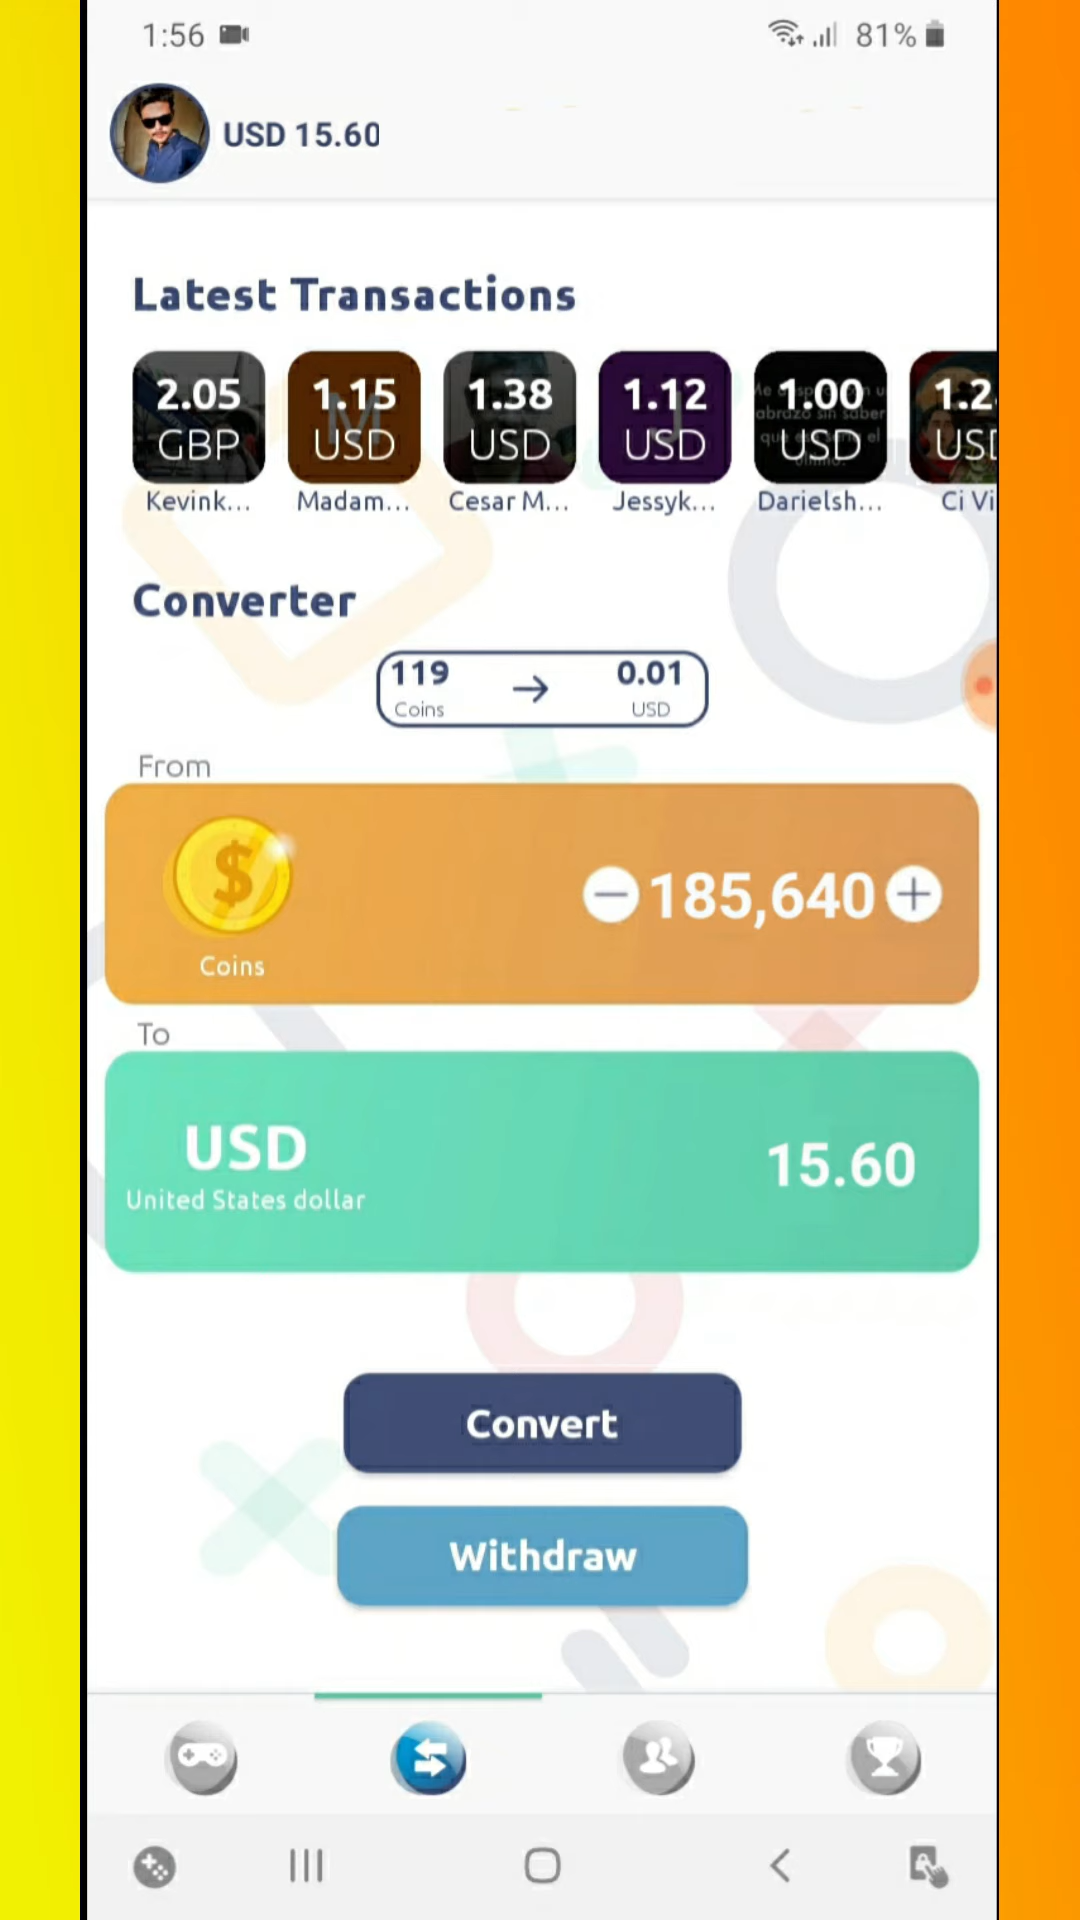 1:56 81%
USD 15.60
Latest Transactions
2.05 1.15 1.38 1.12 1.00 1.2
GBP USD USD USD USD USD
Kevink... Madam... Cesar M... Jessyk... Darielsh... Ci Vi
Converter
119 → 0.01
Coins USD
From
$ 185,640
Coins
To
USD 15.60
United States dollar
Convert
Withdraw